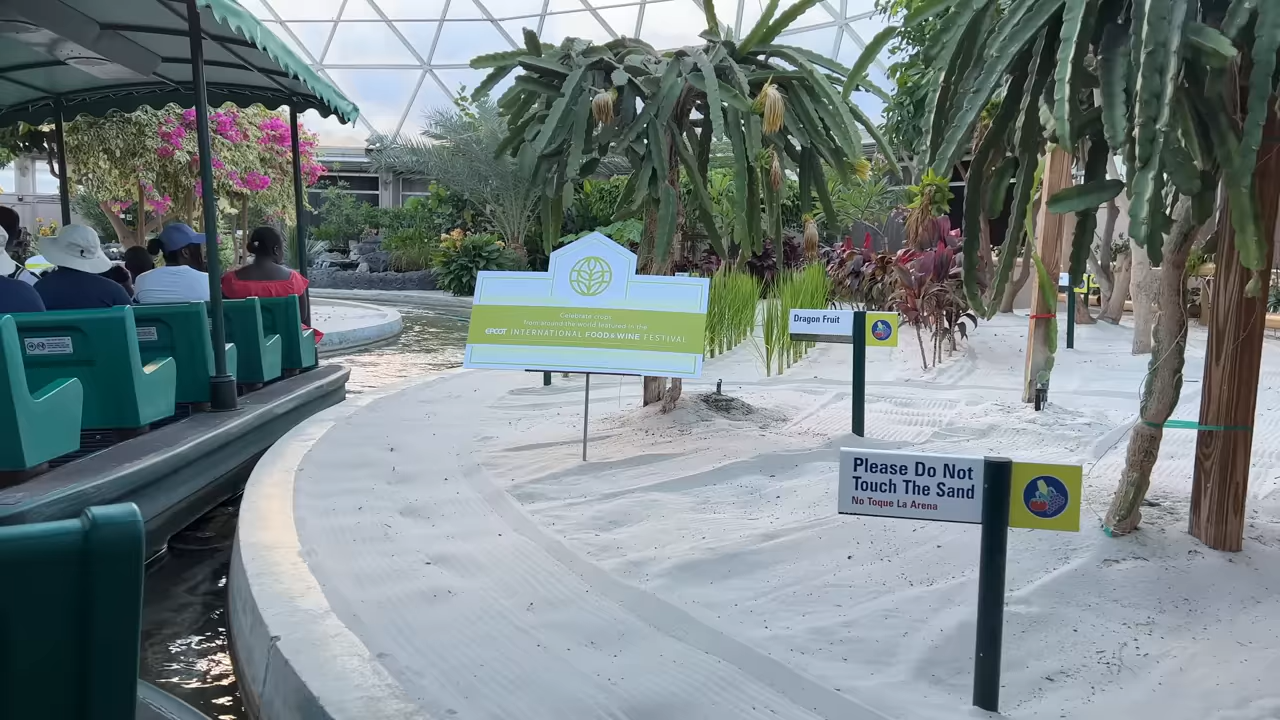 Celebrate crops
from around the world featured in the
EPCOT INTERNATIONAL FOOD & WINE FESTIVAL
Dragon Fruit
Please Do Not
Touch The Sand
No Toque La Arena